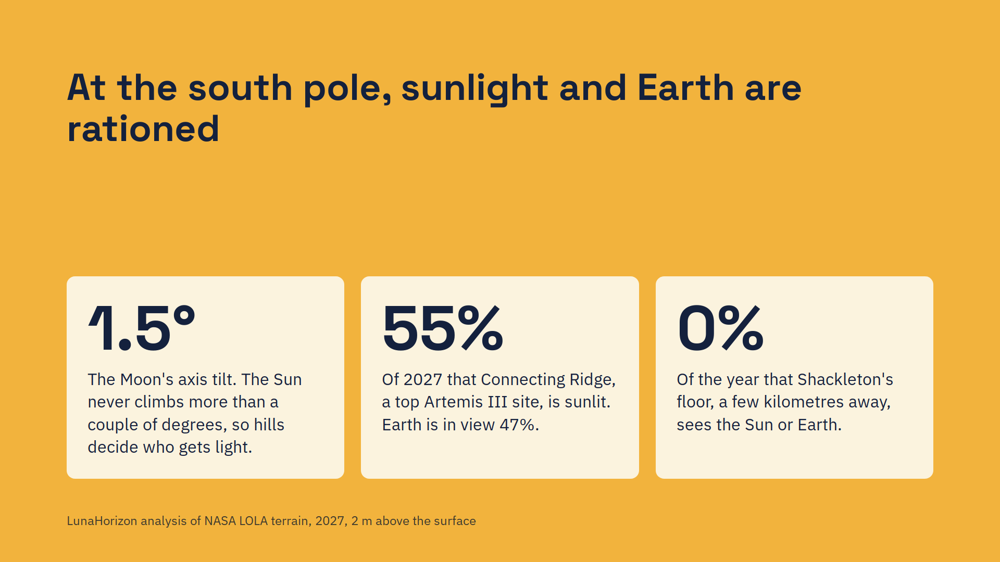 At the south pole, sunlight and Earth are
rationed
1.5°
The Moon's axis tilt. The Sun
never climbs more than a
couple of degrees, so hills
decide who gets light.
55%
Of 2027 that Connecting Ridge,
a top Artemis III site, is sunlit.
Earth is in view 47%.
0%
Of the year that Shackleton's
floor, a few kilometres away,
sees the Sun or Earth.
LunaHorizon analysis of NASA LOLA terrain, 2027, 2 m above the surface